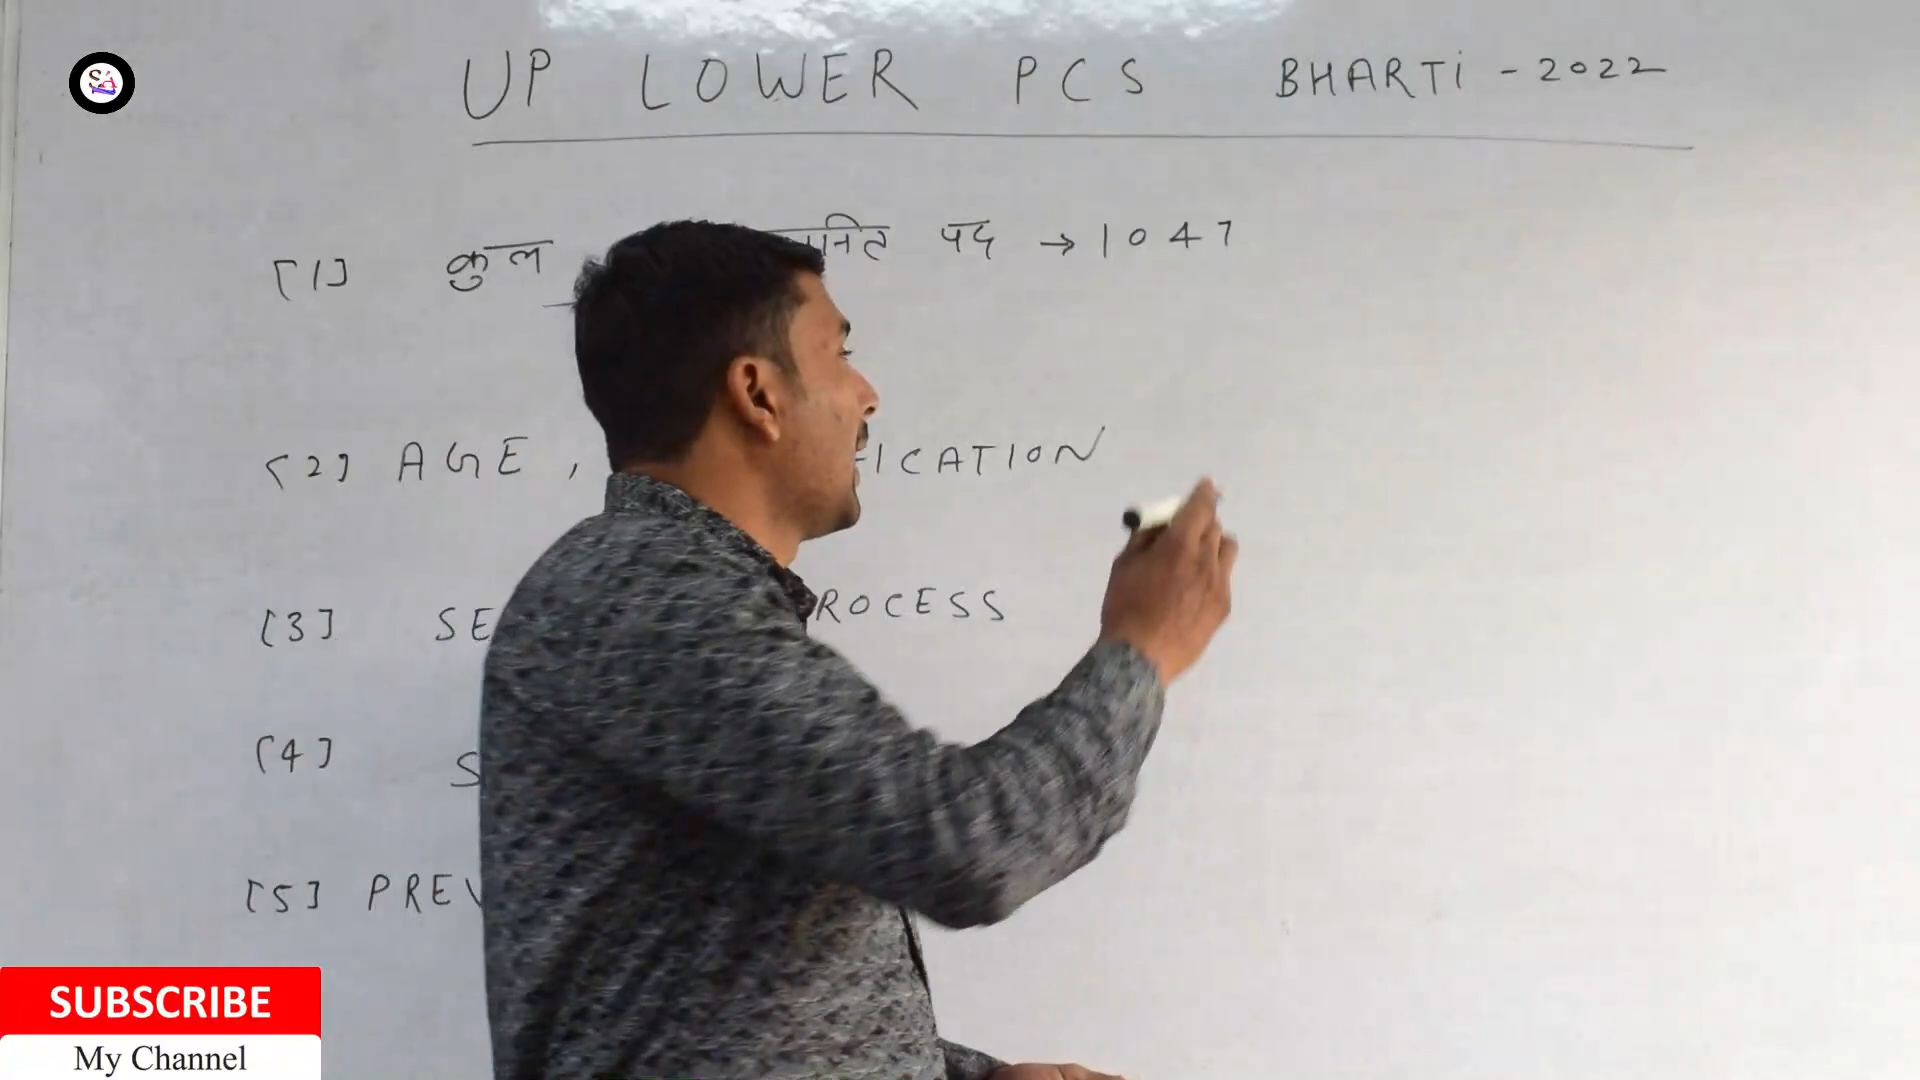 UP LOWER PCS BHARTi - 2022
[1] कुल पद → 1047
[2] AGE, FICATION
[3] SE ROCESS
[4] S
[5] PREV
SUBSCRIBE
My Channel